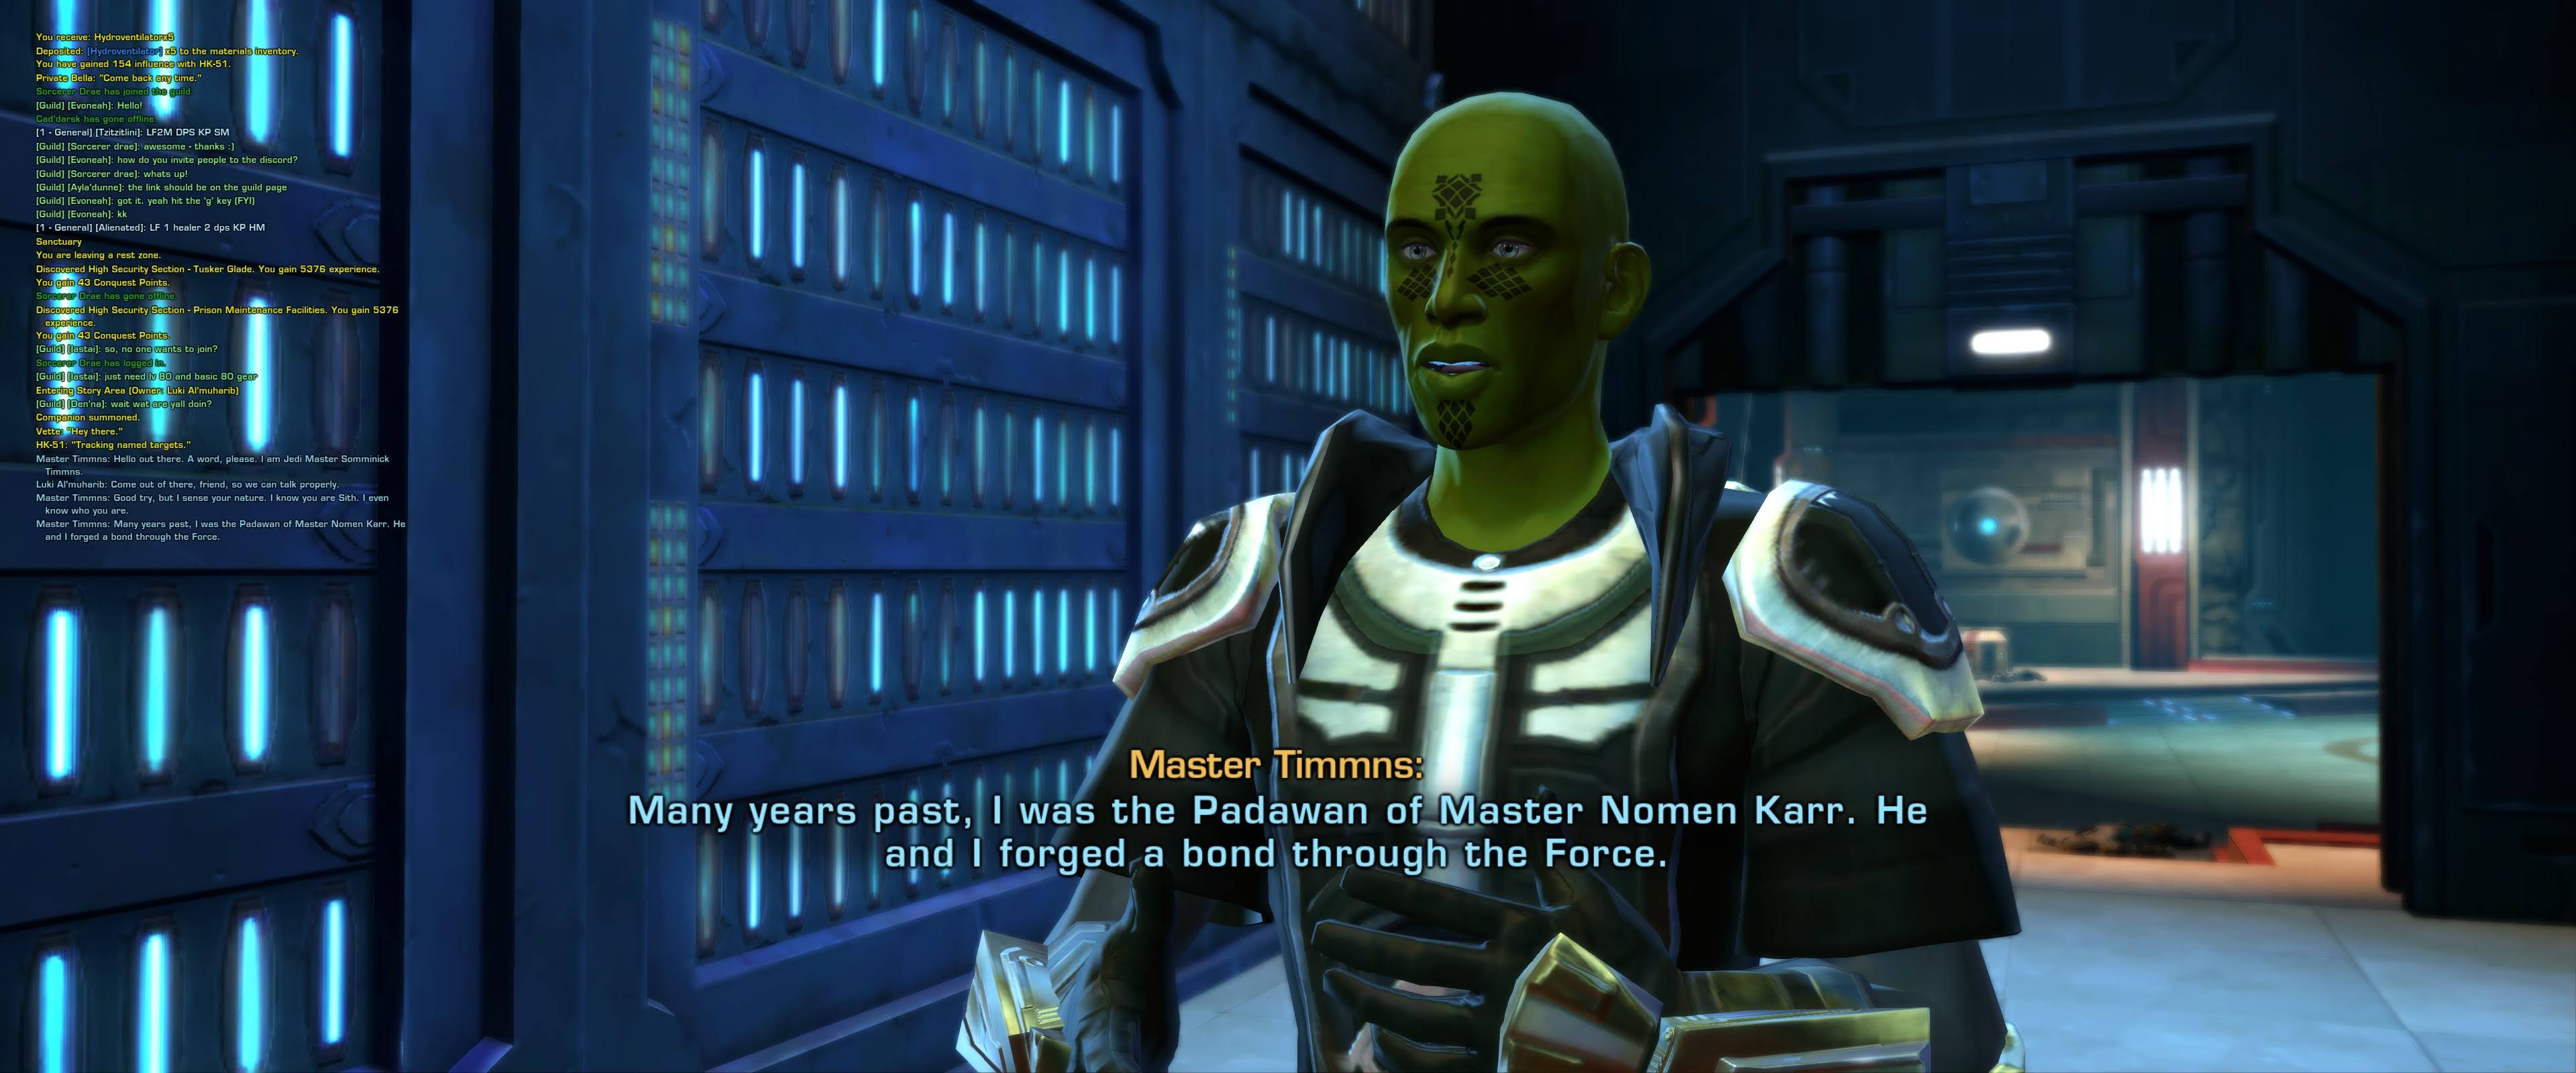 You receive: Hydroventilatorx5
Deposited: [Hydroventilator] x5 to the materials inventory.
You have gained 154 influence with HK-51.
Private Bella: "Come back any time."
Sorcerer Drae has joined the guild.
[Guild] [Evoneah]: Hello!
Cad'darsk has gone offline.
[1 - General] [Tzitzitlini]: LF2M DPS KP SM
[Guild] [Sorcerer drae]: awesome - thanks :)
[Guild] [Evoneah]: how do you invite people to the discord?
[Guild] [Sorcerer drae]: whats up!
[Guild] [Ayla'dunne]: the link should be on the guild page
[Guild] [Evoneah]: got it. yeah hit the 'g' key (FYI)
[Guild] [Evoneah]: kk
[1 - General] [Alienated]: LF 1 healer 2 dps KP HM
Sanctuary
You are leaving a rest zone.
Discovered High Security Section - Tusker Glade. You gain 5376 experience.
You gain 43 Conquest Points.
Sorcerer Drae has gone offline.
Discovered High Security Section - Prison Maintenance Facilities. You gain 5376
experience.
You gain 43 Conquest Points.
[Guild] [Iastai]: so, no one wants to join?
Sorcerer Drae has logged in.
[Guild] [Iastai]: just need lv 80 and basic 80 gear
Entering Story Area (Owner: Luki Al'muharib)
[Guild] [Den'na]: wait wat are yall doin?
Companion summoned.
Vette: "Hey there."
HK-51: "Tracking named targets."
Master Timmns: Hello out there. A word, please. I am Jedi Master Somminick
Timmns.
Luki Al'muharib: Come out of there, friend, so we can talk properly.
Master Timmns: Good try, but I sense your nature. I know you are Sith. I even
know who you are.
Master Timmns: Many years past, I was the Padawan of Master Nomen Karr. He
and I forged a bond through the Force.
Master Timmns:
Many years past, I was the Padawan of Master Nomen Karr. He
and I forged a bond through the Force.